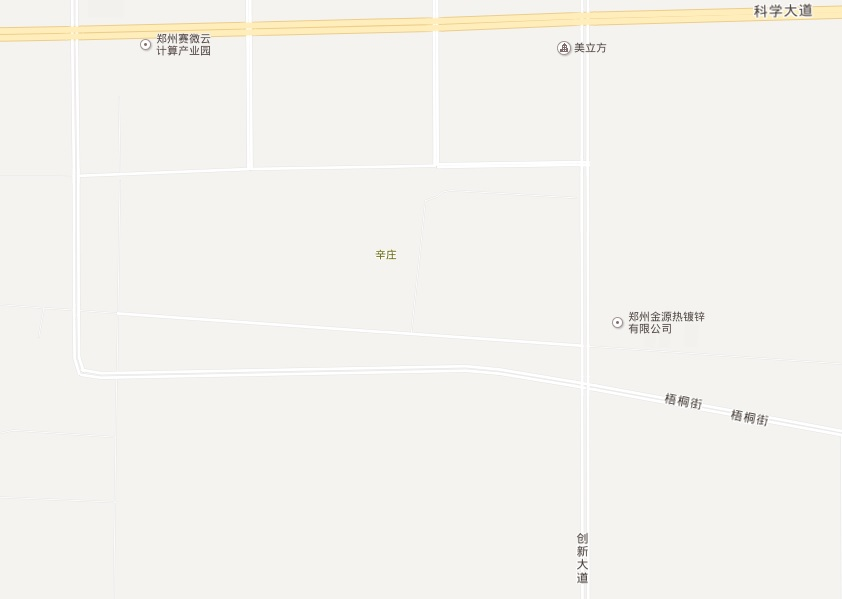 科学大道
郑州赛微云
计算产业园
美立方
辛庄
郑州金源热镀锌
有限公司
梧桐街
梧桐街
创新大道